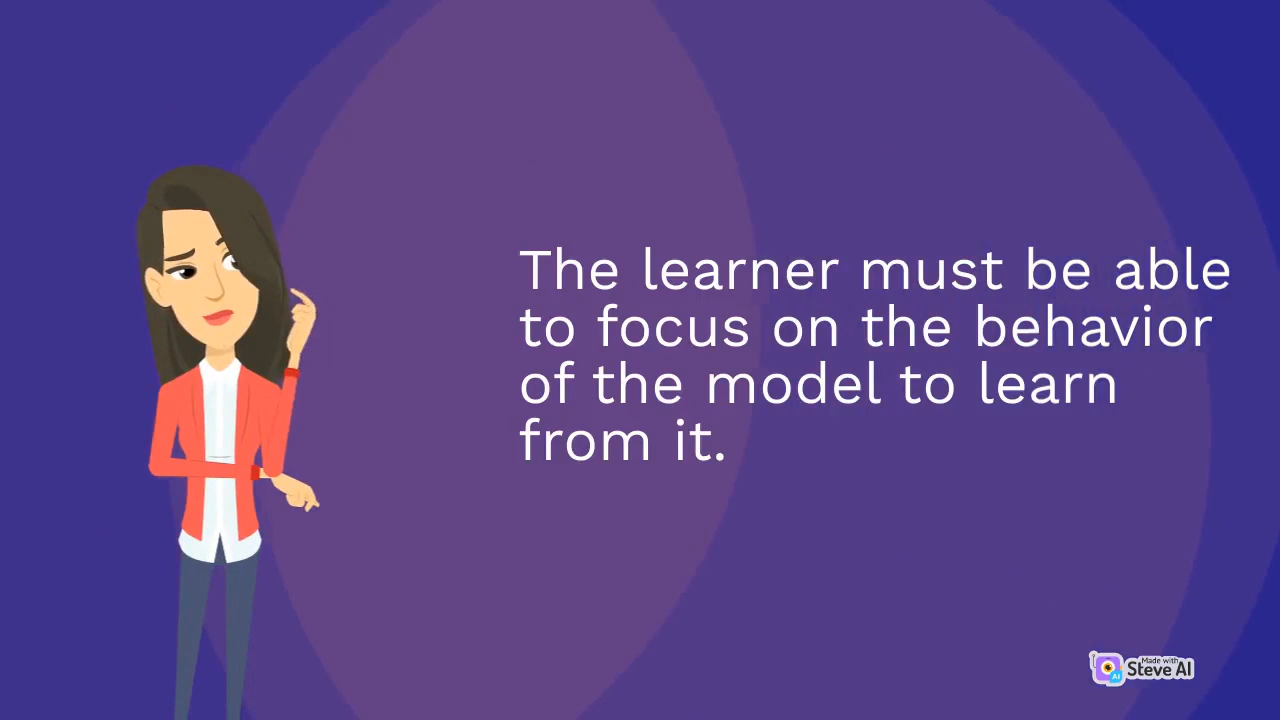 The learner must be able
to focus on the behavior
of the model to learn
from it.
Made with
Steve AI
AI